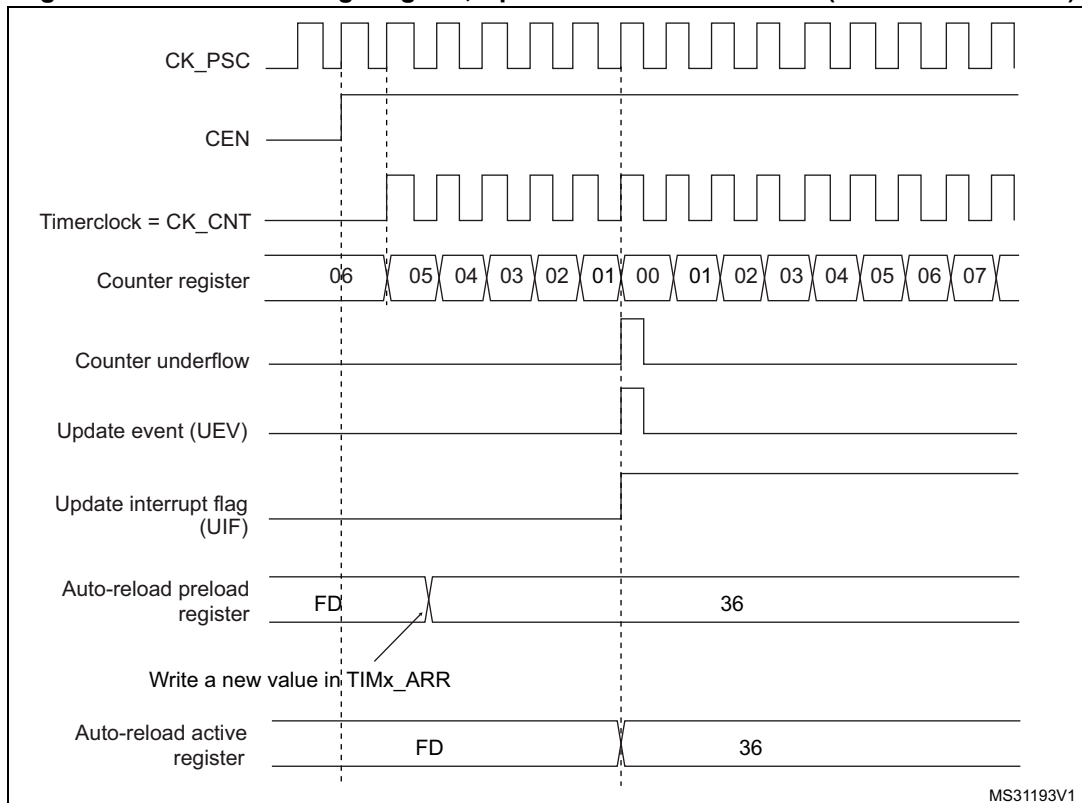 CK_PSC
CEN
Timerclock = CK_CNT
Counter register 06 05 04 03 02 01 00 01 02 03 04 05 06 07
Counter underflow
Update event (UEV)
Update interrupt flag
(UIF)
Auto-reload preload
register
FD 36
Write a new value in TIMx_ARR
Auto-reload active
register
FD 36
MS31193V1